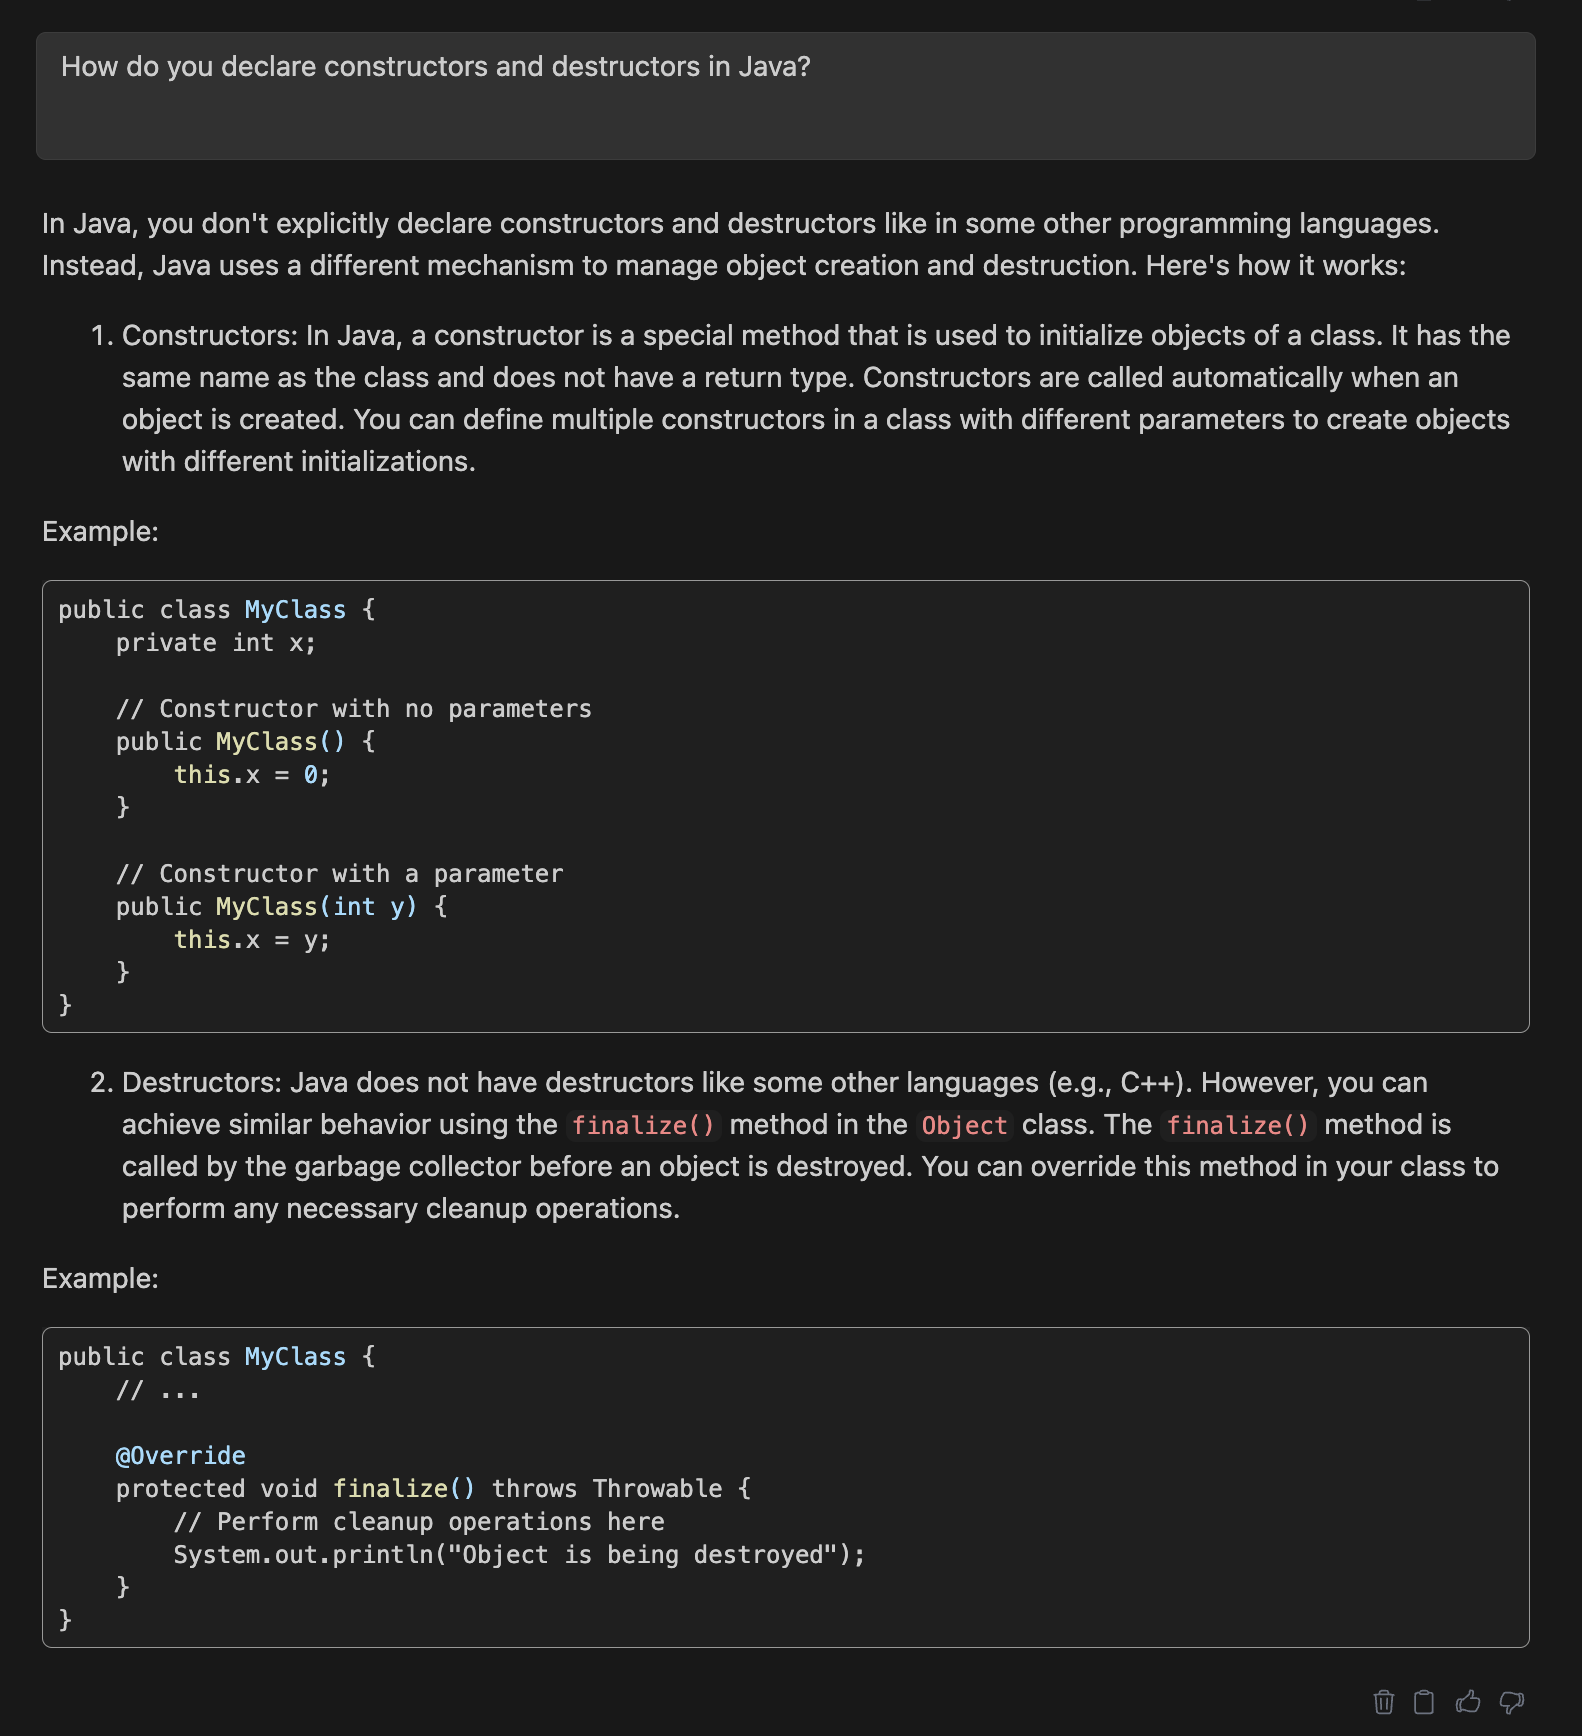 How do you declare constructors and destructors in Java?
In Java, you don't explicitly declare constructors and destructors like in some other programming languages.
Instead, Java uses a different mechanism to manage object creation and destruction. Here's how it works:
1. Constructors: In Java, a constructor is a special method that is used to initialize objects of a class. It has the
same name as the class and does not have a return type. Constructors are called automatically when an
object is created. You can define multiple constructors in a class with different parameters to create objects
with different initializations.
Example:
public class MyClass {
    private int x;

    // Constructor with no parameters
    public MyClass() {
        this.x = 0;
    }

    // Constructor with a parameter
    public MyClass(int y) {
        this.x = y;
    }
}
2. Destructors: Java does not have destructors like some other languages (e.g., C++). However, you can
achieve similar behavior using the finalize() method in the Object class. The finalize() method is
called by the garbage collector before an object is destroyed. You can override this method in your class to
perform any necessary cleanup operations.
Example:
public class MyClass {
    // ...

    @Override
    protected void finalize() throws Throwable {
        // Perform cleanup operations here
        System.out.println("Object is being destroyed");
    }
}